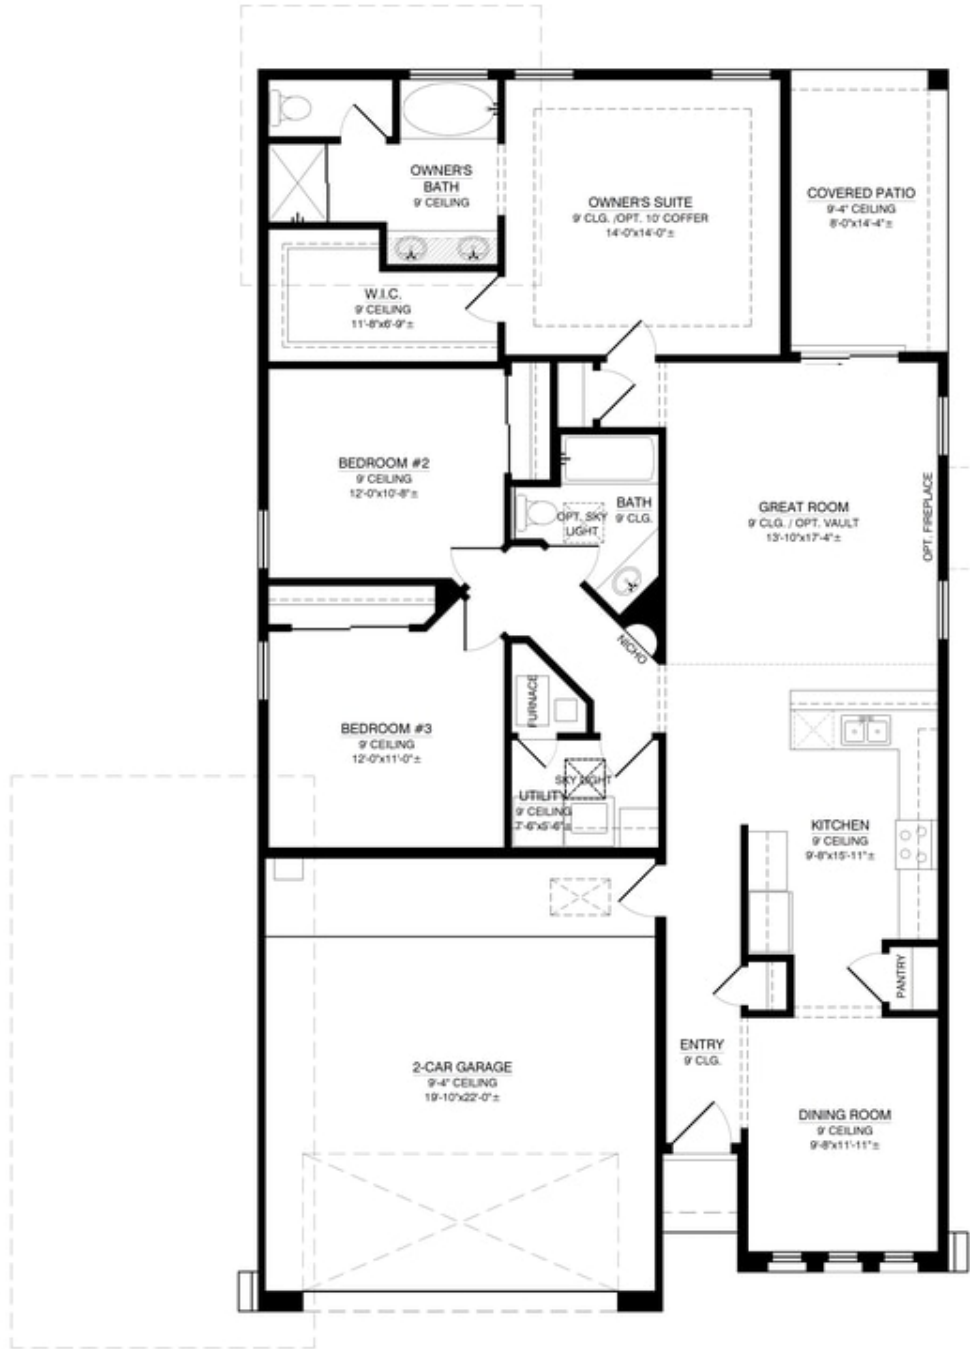 OWNER'S
BATH
9' CEILING
OWNER'S SUITE
9' CLG. /OPT. 10' COFFER
14'-0"x14'-0"±
COVERED PATIO
9'-4" CEILING
8'-0"x14'-4"±
W.I.C.
9' CEILING
11'-8"x6'-9"±
BEDROOM #2
9' CEILING
12'-0"x10'-8"±
BATH
9' CLG.
OPT. SKY
LIGHT
GREAT ROOM
9' CLG. / OPT. VAULT
13'-10"x17'-4"±
OPT. FIREPLACE
NICHO
FURNACE
BEDROOM #3
9' CEILING
12'-0"x11'-0"±
SKY LIGHT
UTILITY
9' CEILING
7'-6"x5'-6"±
KITCHEN
9' CEILING
9'-8"x15'-11"±
PANTRY
ENTRY
9' CLG.
2-CAR GARAGE
9'-4" CEILING
19'-10"x22'-0"±
DINING ROOM
9' CEILING
9'-8"x11'-11"±